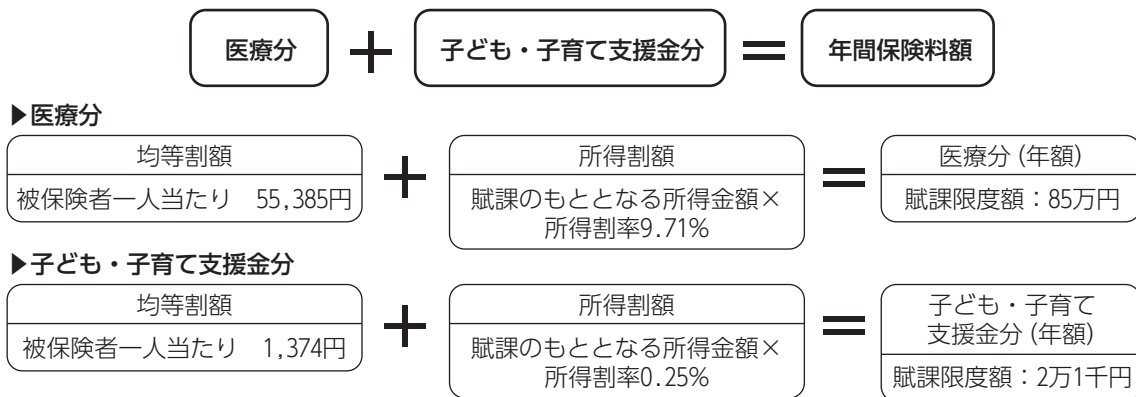 医療分 + 子ども・子育て支援金分 = 年間保険料額
▶医療分
均等割額
被保険者一人当たり 55,385円
+
所得割額
賦課のもととなる所得金額×
所得割率9.71%
=
医療分(年額)
賦課限度額:85万円
▶子ども・子育て支援金分
均等割額
被保険者一人当たり 1,374円
+
所得割額
賦課のもととなる所得金額×
所得割率0.25%
=
子ども・子育て
支援金分(年額)
賦課限度額:2万1千円